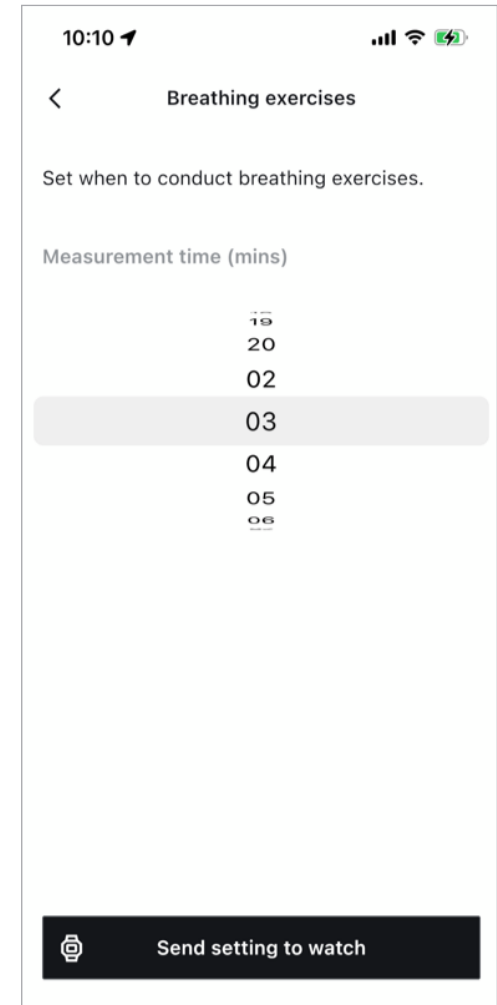 10:10
Breathing exercises
Set when to conduct breathing exercises.
Measurement time (mins)
19
20
02
03
04
05
06
Send setting to watch